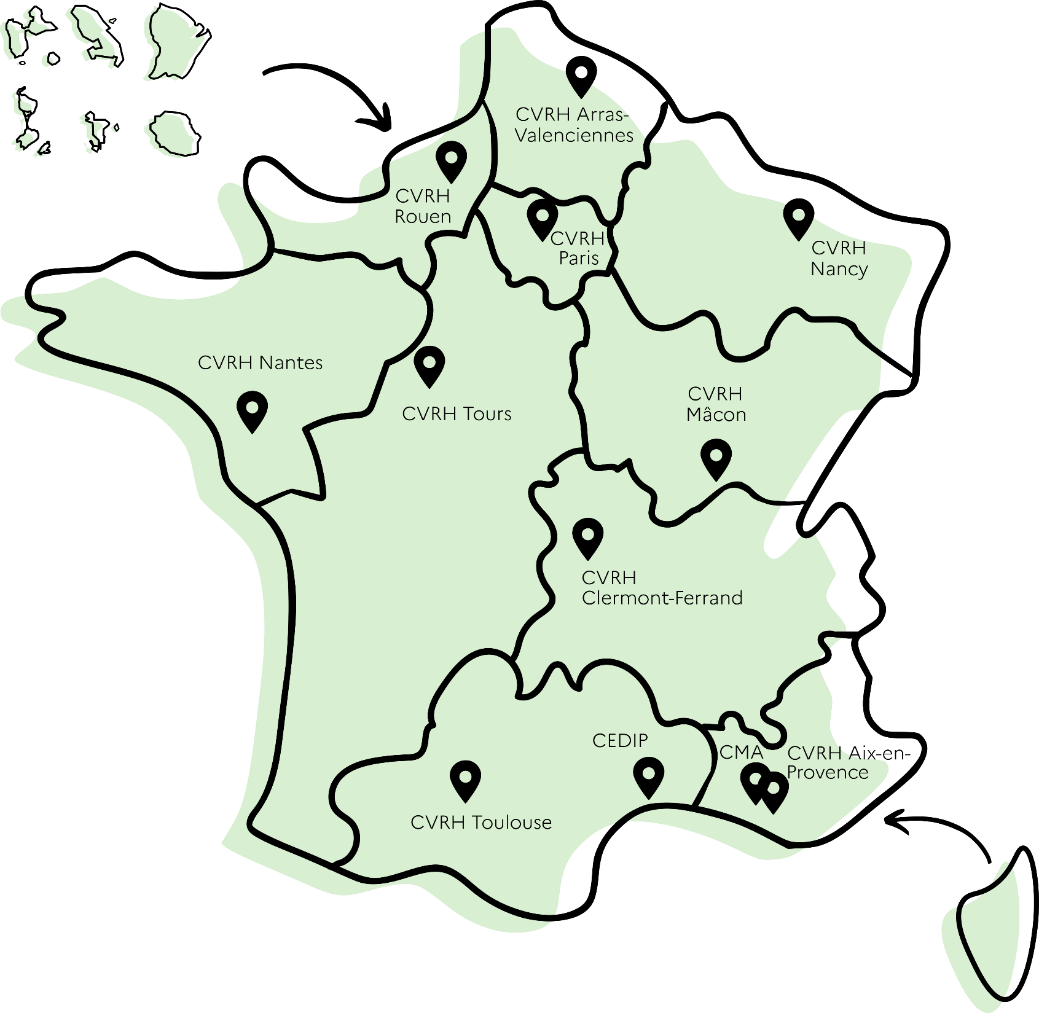 CVRH Arras-
Valenciennes
CVRH
Rouen
CVRH
Paris
CVRH
Nancy
CVRH Nantes
CVRH Tours
CVRH
Mâcon
CVRH
Clermont-Ferrand
CEDIP
CMA
CVRH Aix-en-
Provence
CVRH Toulouse